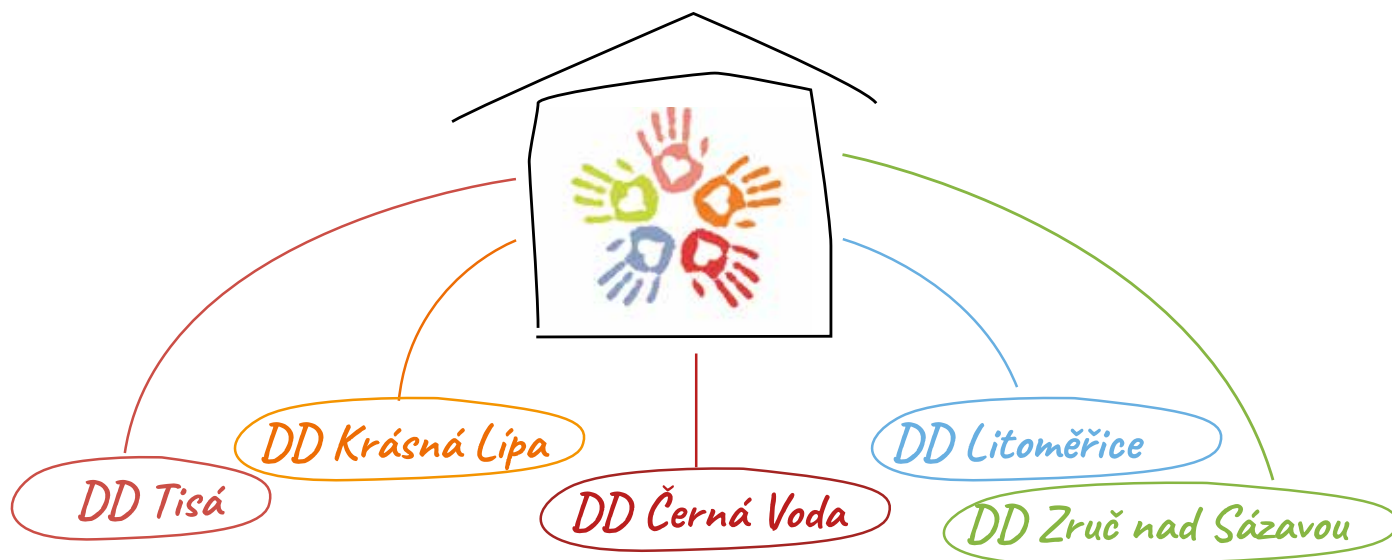 DD Krásná Lípa
DD Litoměřice
DD Tisá
DD Černá Voda
DD Zruč nad Sázavou